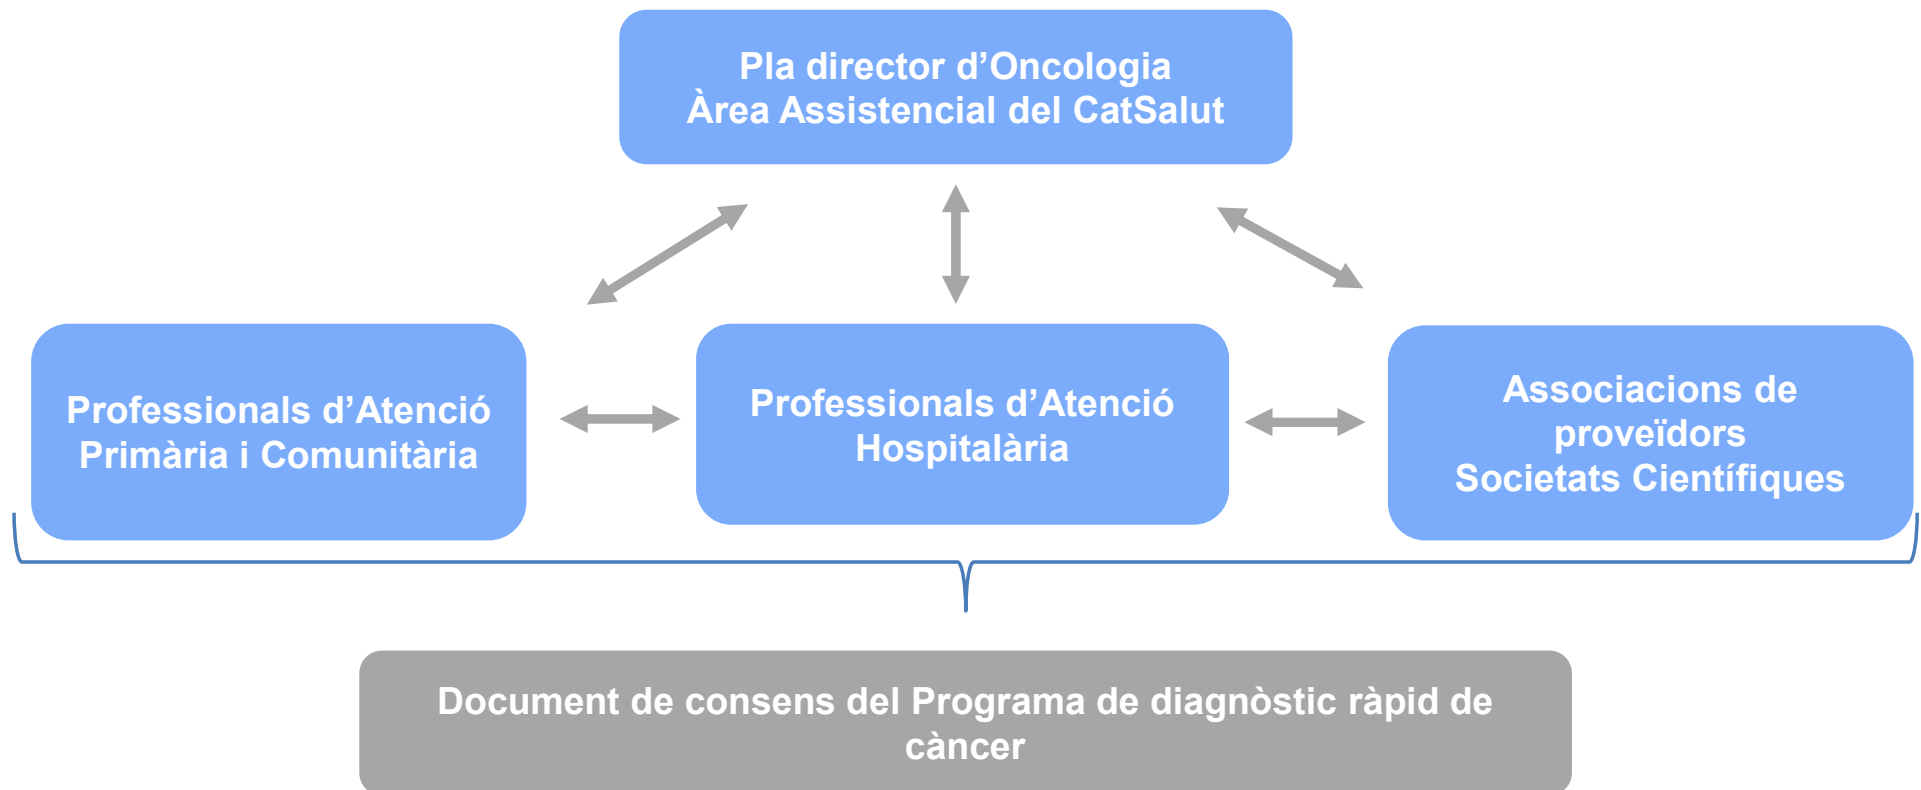 Pla director d’Oncologia
Àrea Assistencial del CatSalut
Professionals d’Atenció
Primària i Comunitària
Professionals d’Atenció
Hospitalària
Associacions de
proveïdors
Societats Científiques
Document de consens del Programa de diagnòstic ràpid de
càncer